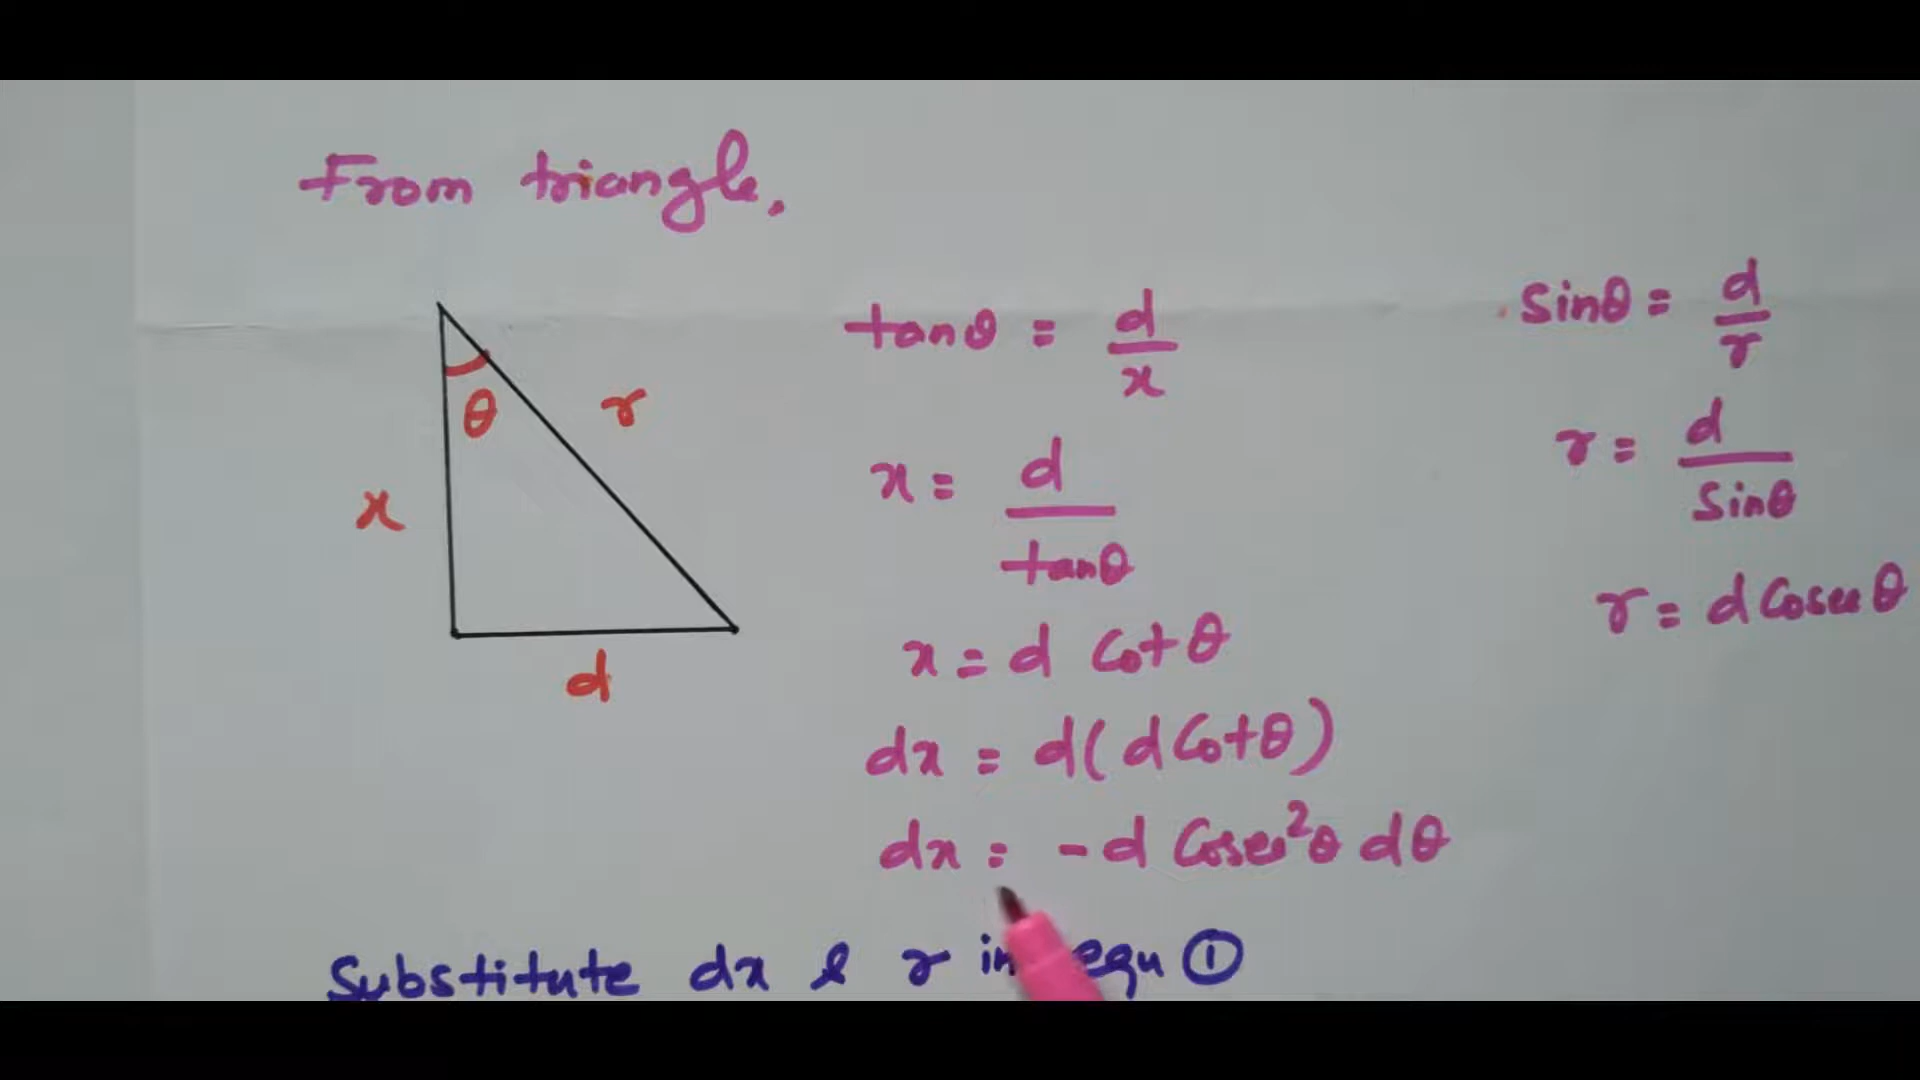 From triangle.
θ
r
x
d
tanθ = d/x
x = d/tanθ
x = d Cotθ
dx = d(d Cotθ)
dx = -d Cosec²θ dθ
Sinθ = d/r
r = d/Sinθ
r = d Cosecθ
Substitute dx & r in equ ①